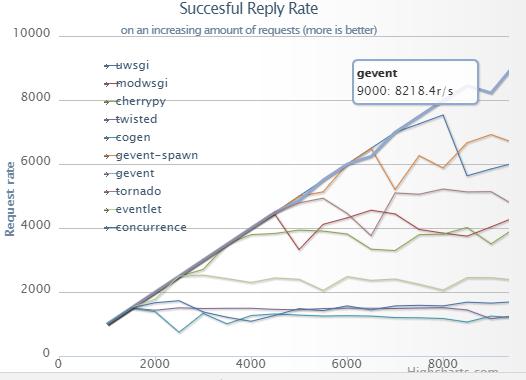 Succesful Reply Rate
on an increasing amount of requests (more is better)
10000
8000
6000
4000
2000
0
Request rate
uwsgi
modwsgi
cherrypy
twisted
cogen
gevent-spawn
gevent
tornado
eventlet
concurrence
gevent
9000: 8218.4r/s
0
2000
4000
6000
8000
Highcharts.com